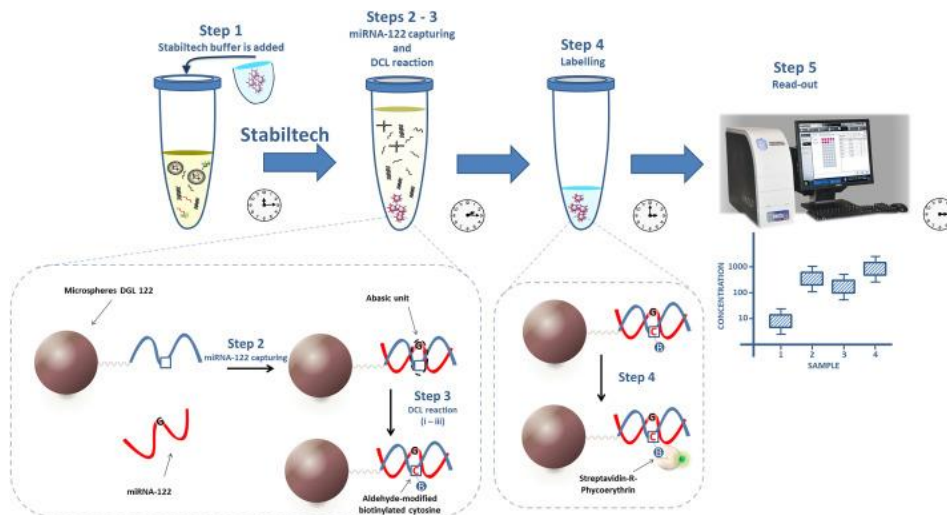 Step 1
Stabiltech buffer is added
Steps 2 - 3
miRNA-122 capturing
and
DCL reaction
Step 4
Labelling
Step 5
Read-out
Stabiltech
Microspheres DGL 122
Step 2
miRNA-122 capturing
G
miRNA-122
Abasic unit
G
Step 3
DCL reaction
(i – iii)
G
C
B
Aldehyde-modified
biotinylated cytosine
G
C
B
Step 4
G
C
B
Streptavidin-R-
Phycoerythrin
CONCENTRATION
1000
100
10
1
2
3
4
SAMPLE